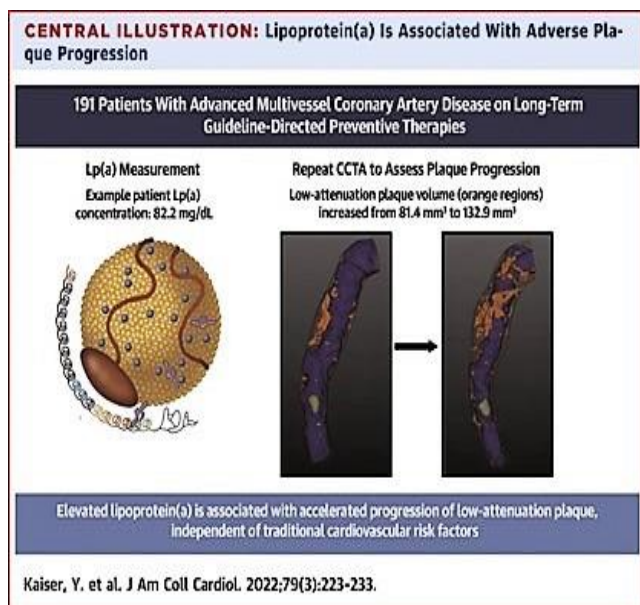 CENTRAL ILLUSTRATION: Lipoprotein(a) Is Associated With Adverse Pla-
que Progression
191 Patients With Advanced Multivessel Coronary Artery Disease on Long-Term
Guideline-Directed Preventive Therapies
Lp(a) Measurement
Example patient Lp(a)
concentration: 82.2 mg/dL
Repeat CCTA to Assess Plaque Progression
Low-attenuation plaque volume (orange regions)
increased from 81.4 mm³ to 132.9 mm³
Elevated lipoprotein(a) is associated with accelerated progression of low-attenuation plaque,
independent of traditional cardiovascular risk factors
Kaiser, Y. et al. J Am Coll Cardiol. 2022;79(3):223-233.